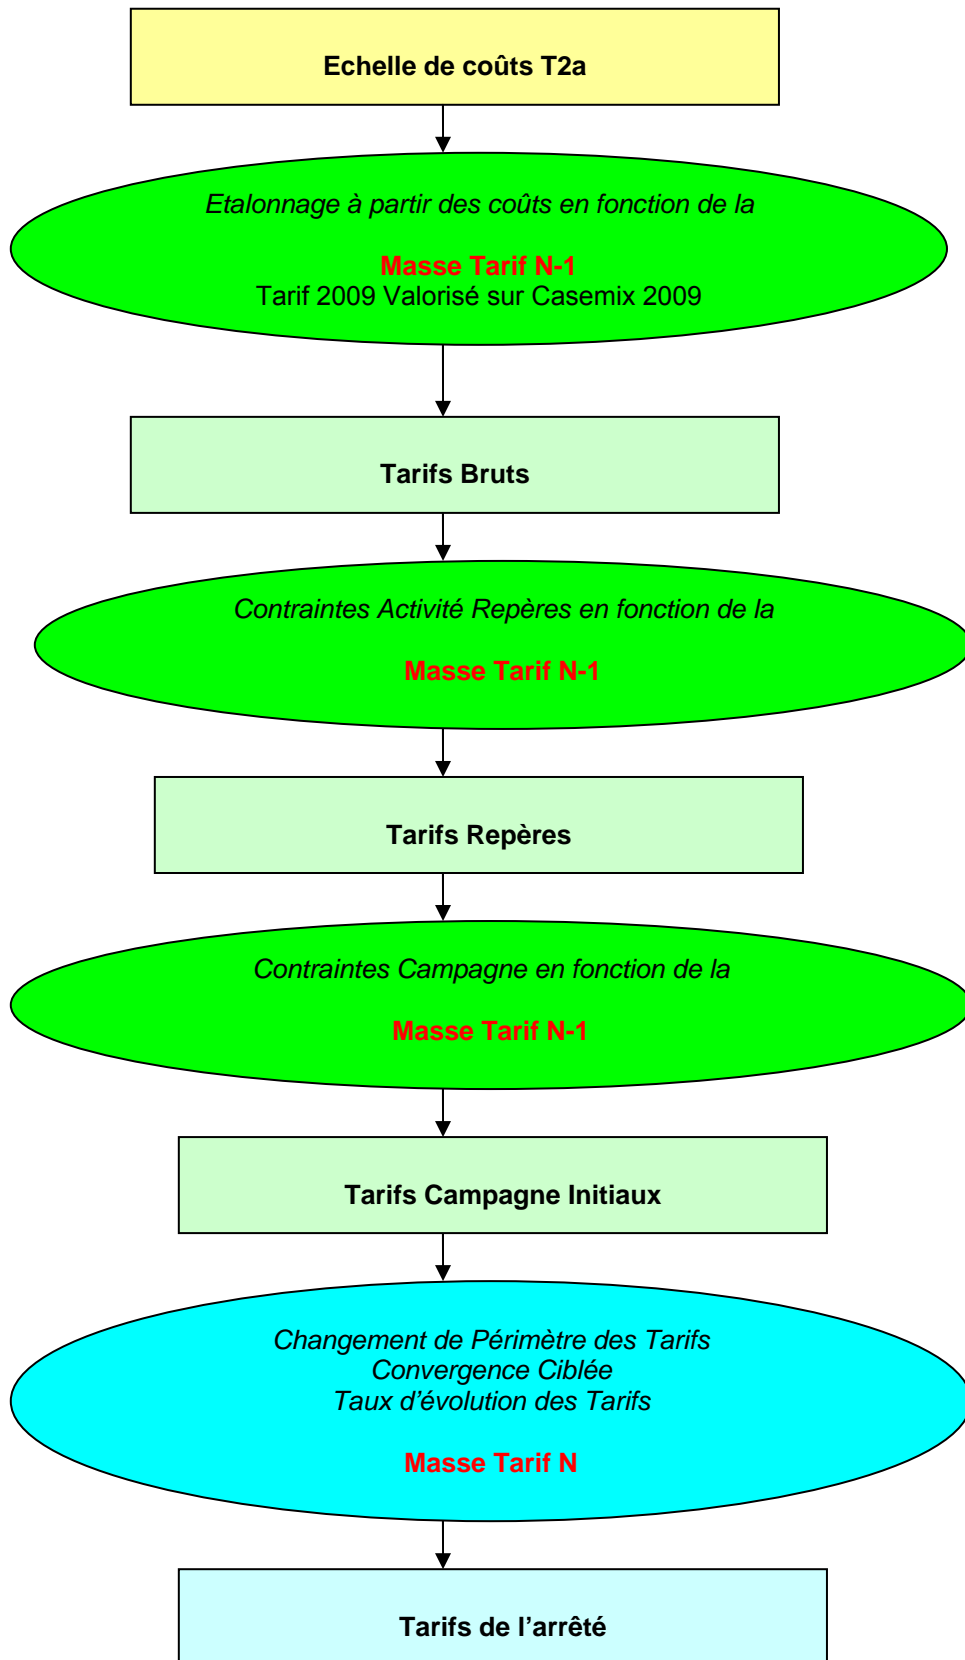 Echelle de coûts T2a
Etalonnage à partir des coûts en fonction de la
Masse Tarif N-1
Tarif 2009 Valorisé sur Casemix 2009
Tarifs Bruts
Contraintes Activité Repères en fonction de la
Masse Tarif N-1
Tarifs Repères
Contraintes Campagne en fonction de la
Masse Tarif N-1
Tarifs Campagne Initiaux
Changement de Périmètre des Tarifs
Convergence Ciblée
Taux d’évolution des Tarifs
Masse Tarif N
Tarifs de l’arrêté